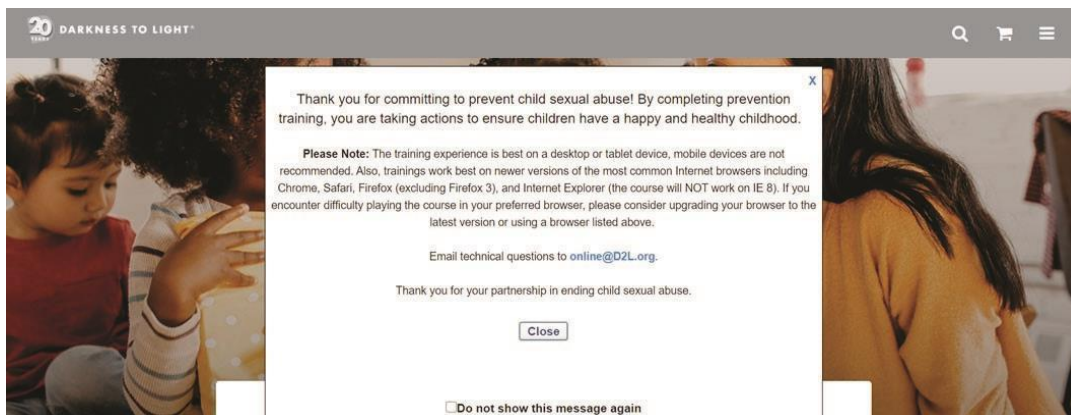 20 YEARS DARKNESS TO LIGHT®
X
Thank you for committing to prevent child sexual abuse! By completing prevention
training, you are taking actions to ensure children have a happy and healthy childhood.
Please Note: The training experience is best on a desktop or tablet device, mobile devices are not
recommended. Also, trainings work best on newer versions of the most common Internet browsers including
Chrome, Safari, Firefox (excluding Firefox 3), and Internet Explorer (the course will NOT work on IE 8). If you
encounter difficulty playing the course in your preferred browser, please consider upgrading your browser to the
latest version or using a browser listed above.
Email technical questions to online@D2L.org.
Thank you for your partnership in ending child sexual abuse.
Close
Do not show this message again